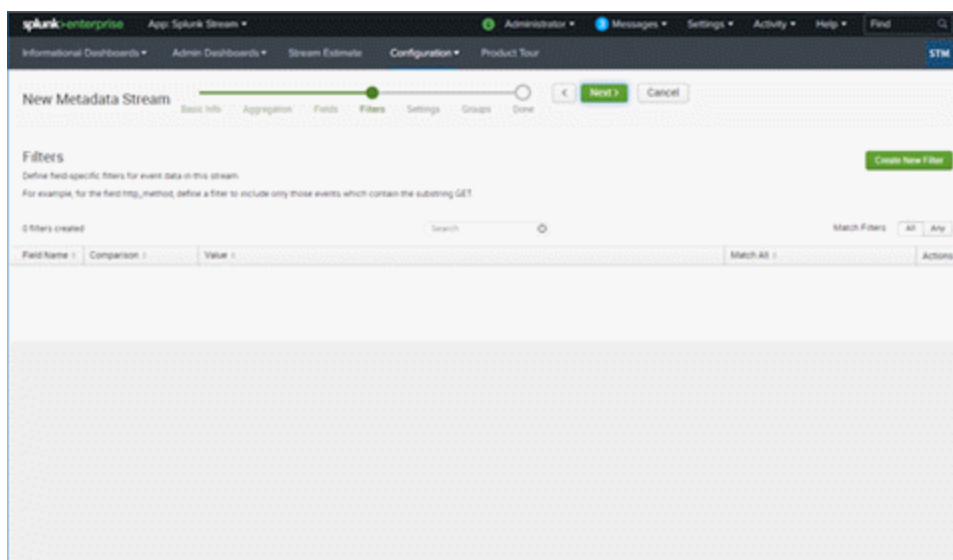 splunk>enterprise App: Splunk Stream Administrator 3 Messages Settings Activity Help Find
Informational Dashboards Admin Dashboards Stream Estimate Configuration Product Tour STM
New Metadata Stream
Basic Info Aggregation Fields Filters Settings Groups Done
< Next > Cancel
Filters
Create New Filter
Define field-specific filters for event data in this stream.
For example, for the field http_method, define a filter to include only those events which contain the substring GET.
0 filters created Search Match Filters All Any
Field Name Comparison Value Match All Actions